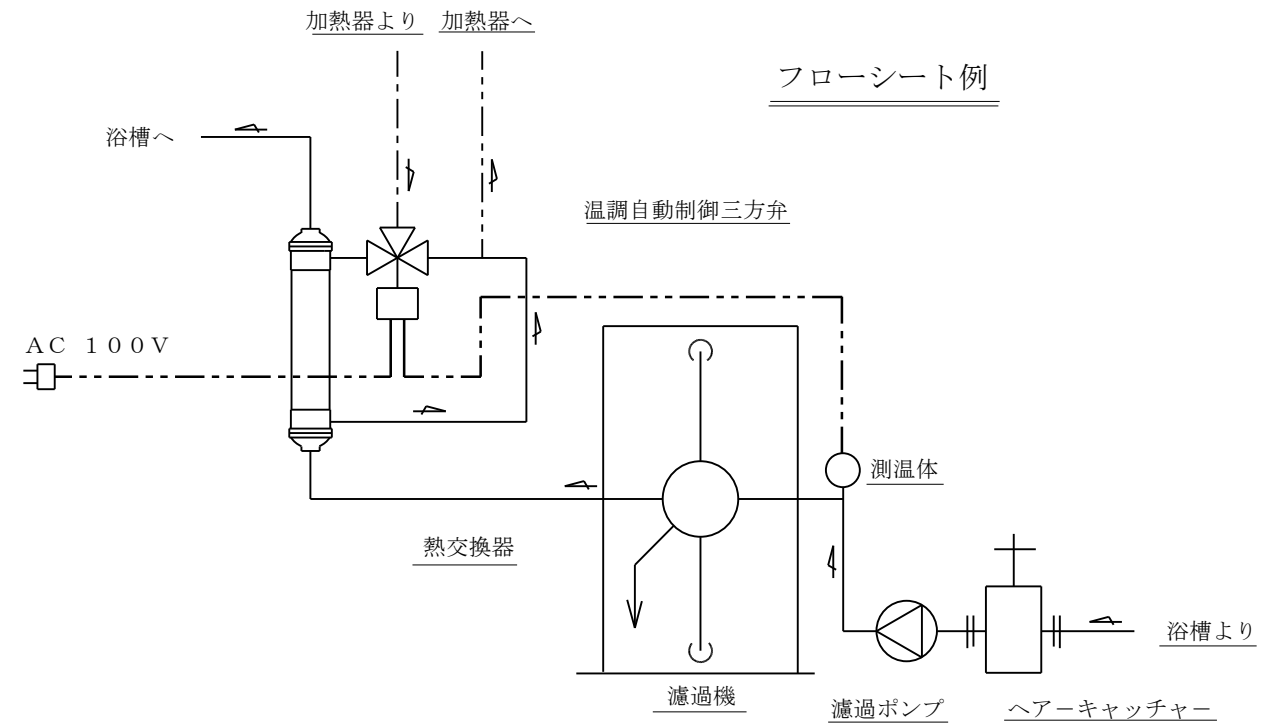 加熱器より
加熱器へ
フローシート例
浴槽へ
温調自動制御三方弁
ＡＣ １００Ｖ
測温体
熱交換器
浴槽より
濾過機
濾過ポンプ
ヘアーキャッチャー